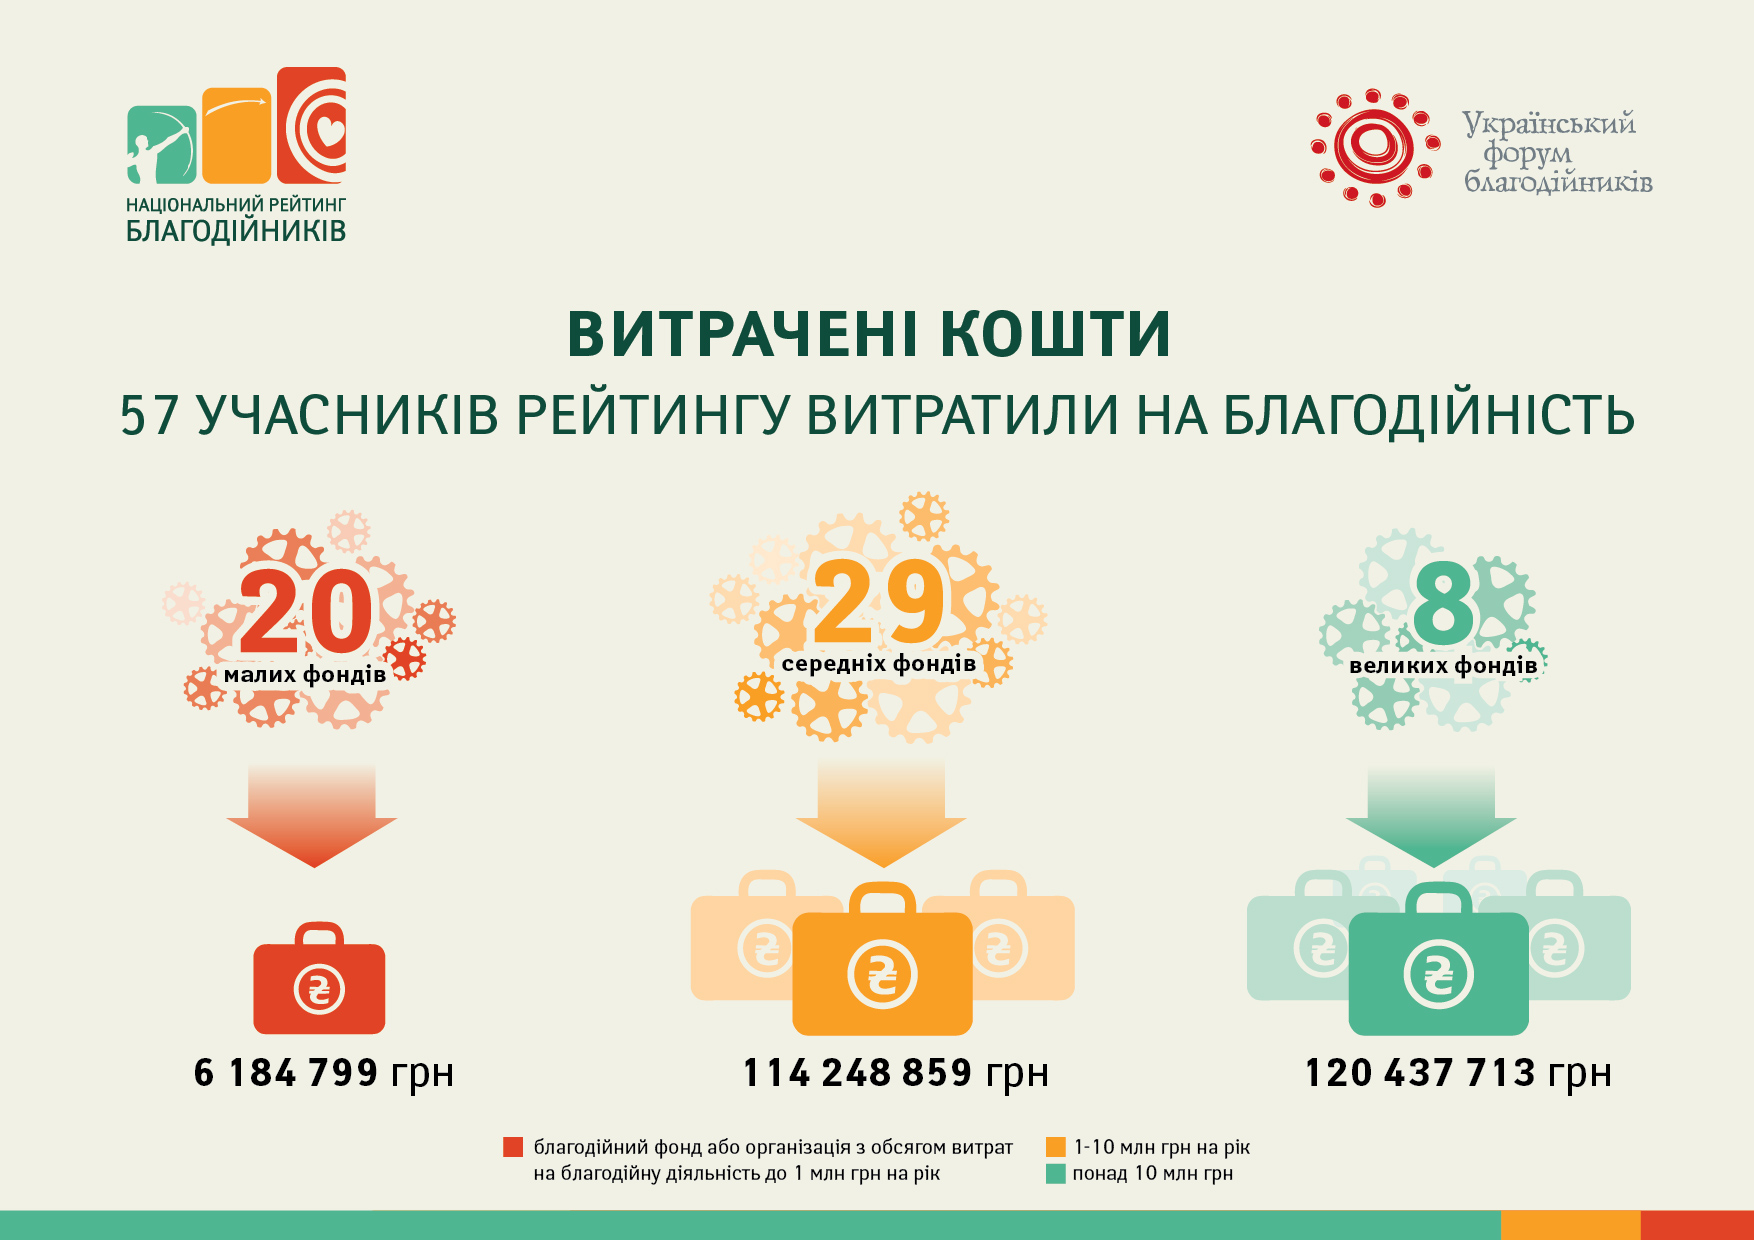 НАЦІОНАЛЬНИЙ РЕЙТИНГ
БЛАГОДІЙНИКІВ
Український
форум
благодійників
ВИТРАЧЕНІ КОШТИ
57 УЧАСНИКІВ РЕЙТИНГУ ВИТРАТИЛИ НА БЛАГОДІЙНІСТЬ
20
малих фондів
29
середніх фондів
8
великих фондів
₴
₴ ₴ ₴
₴ ₴ ₴ ₴ ₴
6 184 799 грн
114 248 859 грн
120 437 713 грн
благодійний фонд або організація з обсягом витрат
на благодійну діяльність до 1 млн грн на рік
1-10 млн грн на рік
понад 10 млн грн